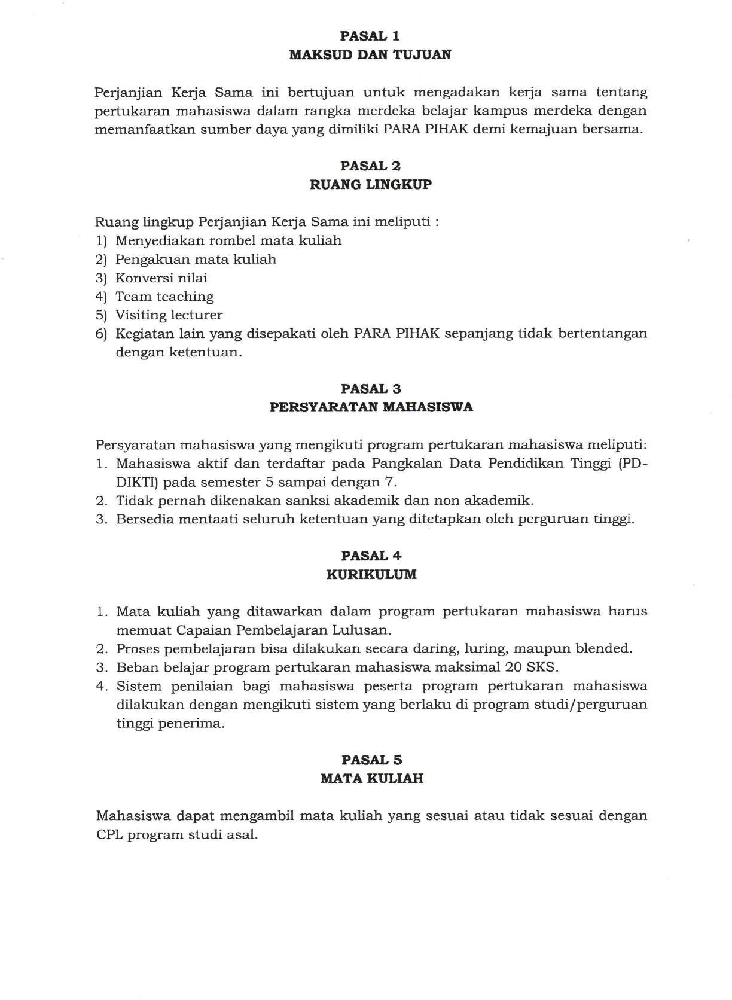 PASAL 1
MAKSUD DAN TUJUAN
Perjanjian Kerja Sama ini bertujuan untuk mengadakan kerja sama tentang
pertukaran mahasiswa dalam rangka merdeka belajar kampus merdeka dengan
memanfaatkan sumber daya yang dimiliki PARA PIHAK demi kemajuan bersama.
PASAL 2
RUANG LINGKUP
Ruang lingkup Perjanjian Kerja Sama ini meliputi :
1) Menyediakan rombel mata kuliah
2) Pengakuan mata kuliah
3) Konversi nilai
4) Team teaching
5) Visiting lecturer
6) Kegiatan lain yang disepakati oleh PARA PIHAK sepanjang tidak bertentangan
dengan ketentuan.
PASAL 3
PERSYARATAN MAHASISWA
Persyaratan mahasiswa yang mengikuti program pertukaran mahasiswa meliputi:
1. Mahasiswa aktif dan terdaftar pada Pangkalan Data Pendidikan Tinggi (PD-
DIKTI) pada semester 5 sampai dengan 7.
2. Tidak pernah dikenakan sanksi akademik dan non akademik.
3. Bersedia mentaati seluruh ketentuan yang ditetapkan oleh perguruan tinggi.
PASAL 4
KURIKULUM
1. Mata kuliah yang ditawarkan dalam program pertukaran mahasiswa harus
memuat Capaian Pembelajaran Lulusan.
2. Proses pembelajaran bisa dilakukan secara daring, luring, maupun blended.
3. Beban belajar program pertukaran mahasiswa maksimal 20 SKS.
4. Sistem penilaian bagi mahasiswa peserta program pertukaran mahasiswa
dilakukan dengan mengikuti sistem yang berlaku di program studi/perguruan
tinggi penerima.
PASAL 5
MATA KULIAH
Mahasiswa dapat mengambil mata kuliah yang sesuai atau tidak sesuai dengan
CPL program studi asal.